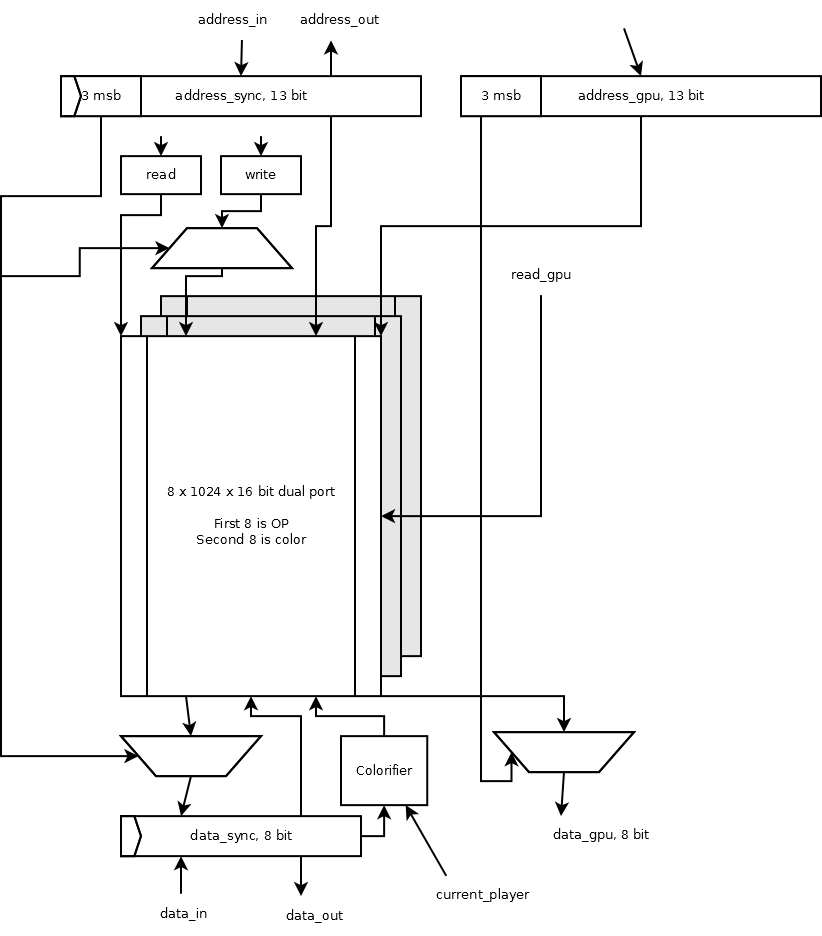 address_in
address_out
3 msb
address_sync, 13 bit
3 msb
address_gpu, 13 bit
read
write
read_gpu
8 x 1024 x 16 bit dual port
First 8 is OP
Second 8 is color
Colorifier
data_sync, 8 bit
data_gpu, 8 bit
current_player
data_in
data_out